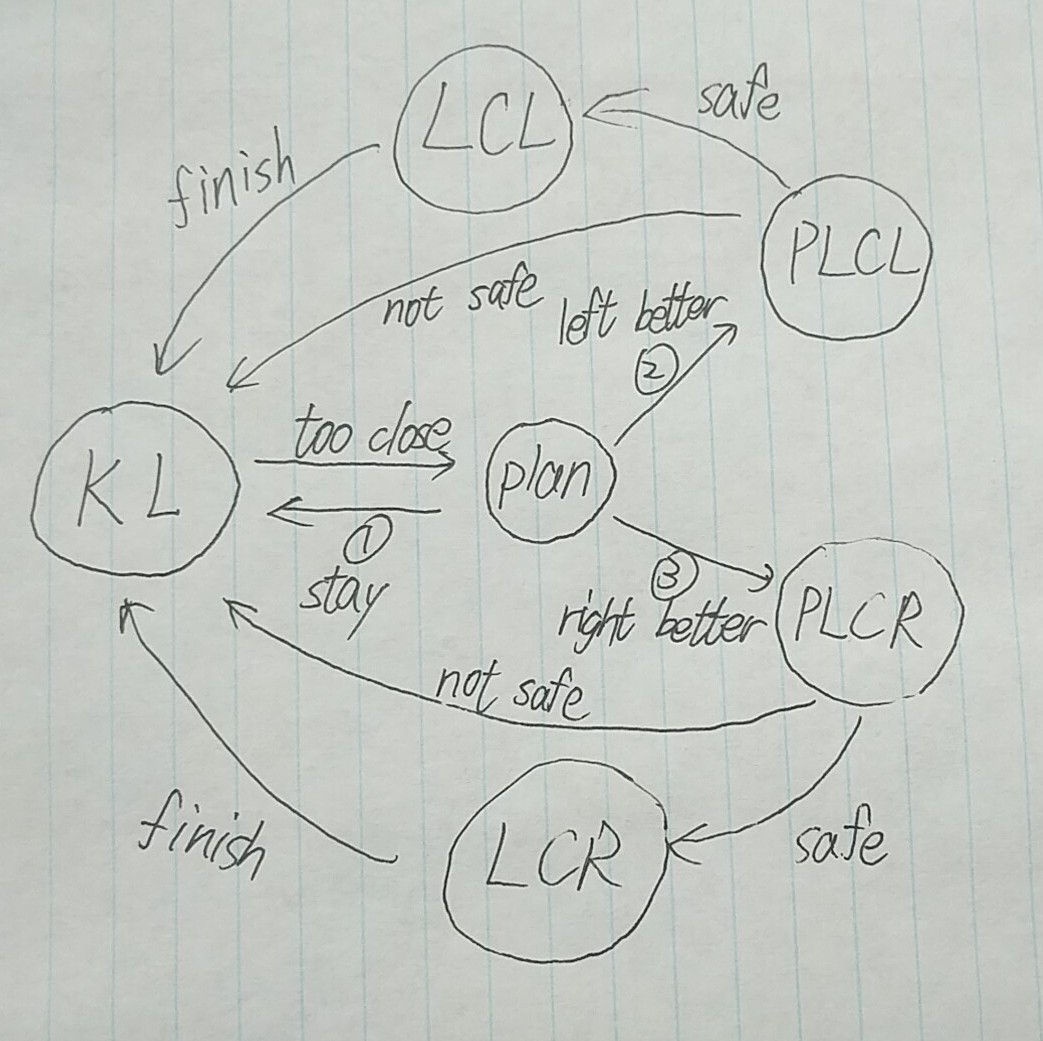 LCL
safe
finish
PLCL
not safe
left better
②
too close
KL
plan
①
stay
③
right better
PLCR
not safe
finish
LCR
safe